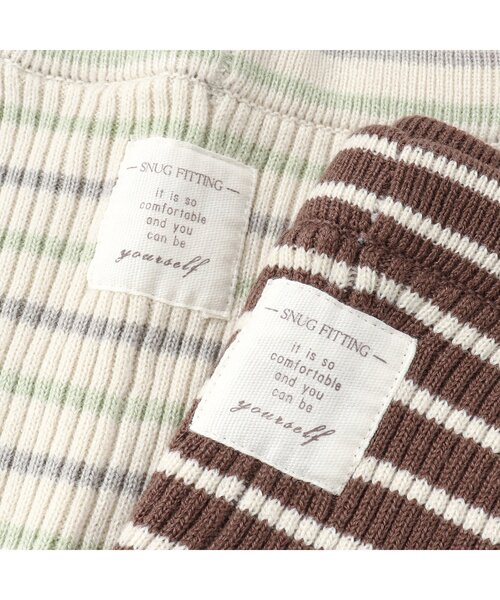 — SNUG FITTING —
it is so
comfortable
and you
can be
yourself
— SNUG FITTING —
it is so
comfortable
and you
can be
yourself